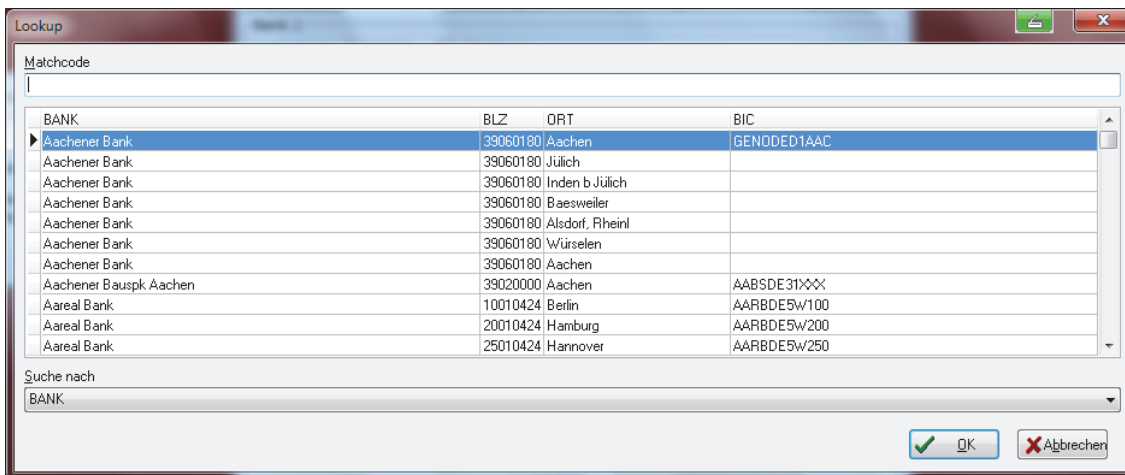 Lookup
Matchcode
BANK BLZ ORT BIC
Aachener Bank 39060180 Aachen GENODED1AAC
Aachener Bank 39060180 Jülich
Aachener Bank 39060180 Inden b Jülich
Aachener Bank 39060180 Baesweiler
Aachener Bank 39060180 Alsdorf, Rheinl
Aachener Bank 39060180 Würselen
Aachener Bank 39060180 Aachen
Aachener Bauspk Aachen 39020000 Aachen AABSDE31XXX
Aareal Bank 10010424 Berlin AARBDE5W100
Aareal Bank 20010424 Hamburg AARBDE5W200
Aareal Bank 25010424 Hannover AARBDE5W250
Suche nach
BANK
OK Abbrechen